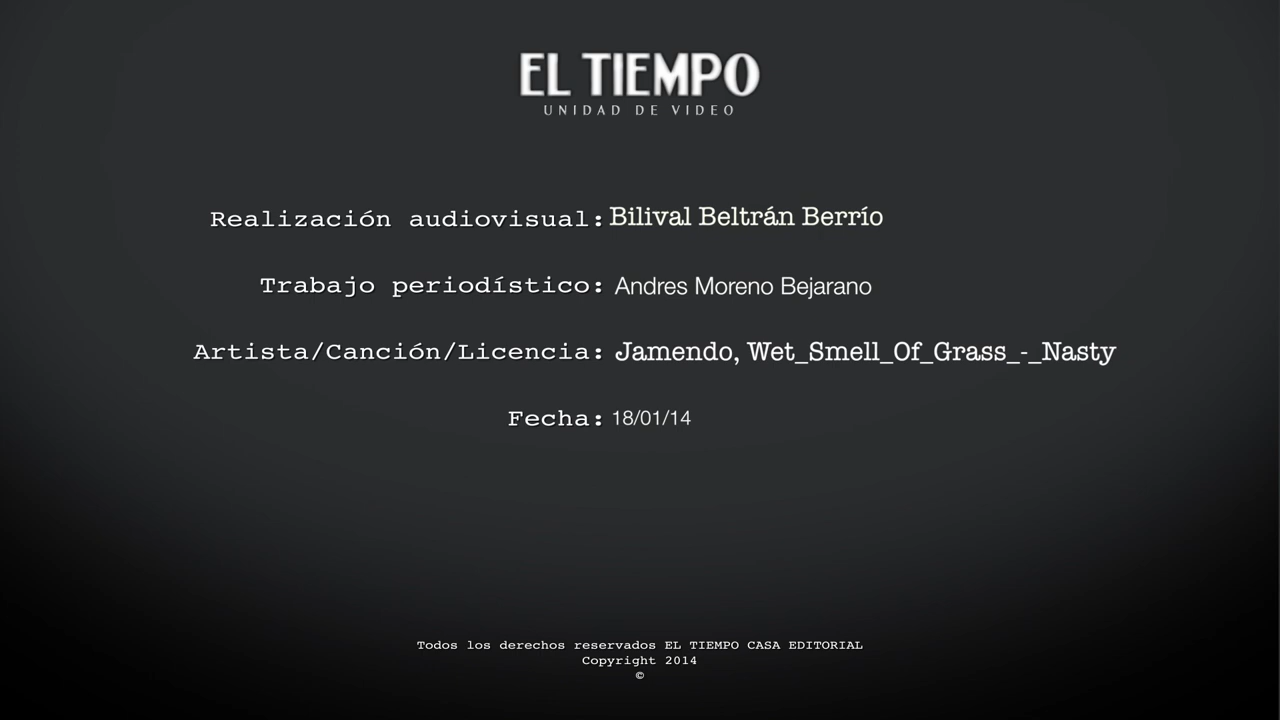 EL TIEMPO
UNIDAD DE VIDEO
Realización audiovisual: Bilival Beltrán Berrío
Trabajo periodístico: Andres Moreno Bejarano
Artista/Canción/Licencia: Jamendo, Wet_Smell_Of_Grass_-_Nasty
Fecha: 18/01/14
Todos los derechos reservados EL TIEMPO CASA EDITORIAL
Copyright 2014
©